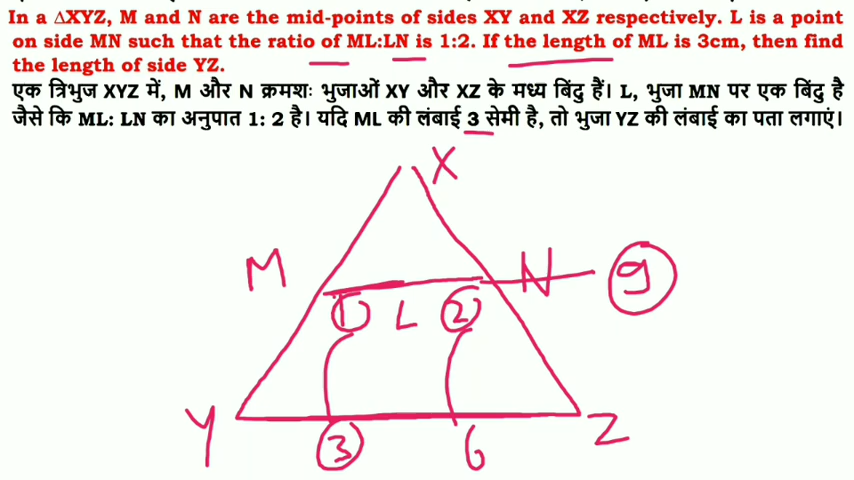 In a ΔXYZ, M and N are the mid-points of sides XY and XZ respectively. L is a point
on side MN such that the ratio of ML:LN is 1:2. If the length of ML is 3cm, then find
the length of side YZ.
एक त्रिभुज XYZ में, M और N क्रमशः भुजाओं XY और XZ के मध्य बिंदु हैं। L, भुजा MN पर एक बिंदु है
जैसे कि ML: LN का अनुपात 1: 2 है। यदि ML की लंबाई 3 सेमी है, तो भुजा YZ की लंबाई का पता लगाएं।
X
M N 9
1 L 2
Y 3 6 Z